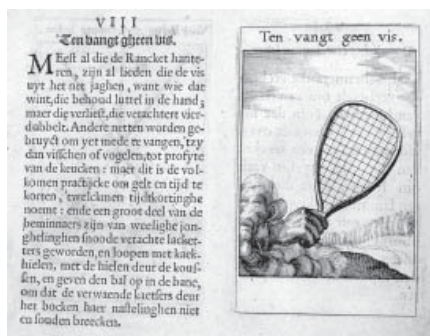 VIII
Ten vangt gheen vis.
MEest al die de Rancket hante-
ren, zijn al lieden die de vis
uyt het net jaghen, want wie dat
wint, die behoud luttel in de hand;
maer die verliest, die verachtert vier-
dubbelt. Andere netten worden ge-
bruyct om yet mede te vangen, 'tzy
dan visschen of vogelen, tot profyte
van de keucken: maer dit is de vol-
komen practijcke om gelt en tijd te
korten, 'twelckmen tijdtkortinghe
noemt: ende een groot deel van de
beminnaers zijn van weelighe jon-
ghelinghen snoode verachte lacket-
ters geworden, en loopen met kack-
hielen, met de hielen deur de kous-
sen, en geven den bal op in de bane,
om dat de verwaende kaetsers deur
het bocken haer nastelinghen niet
en souden breecken.
Ten vangt geen vis.